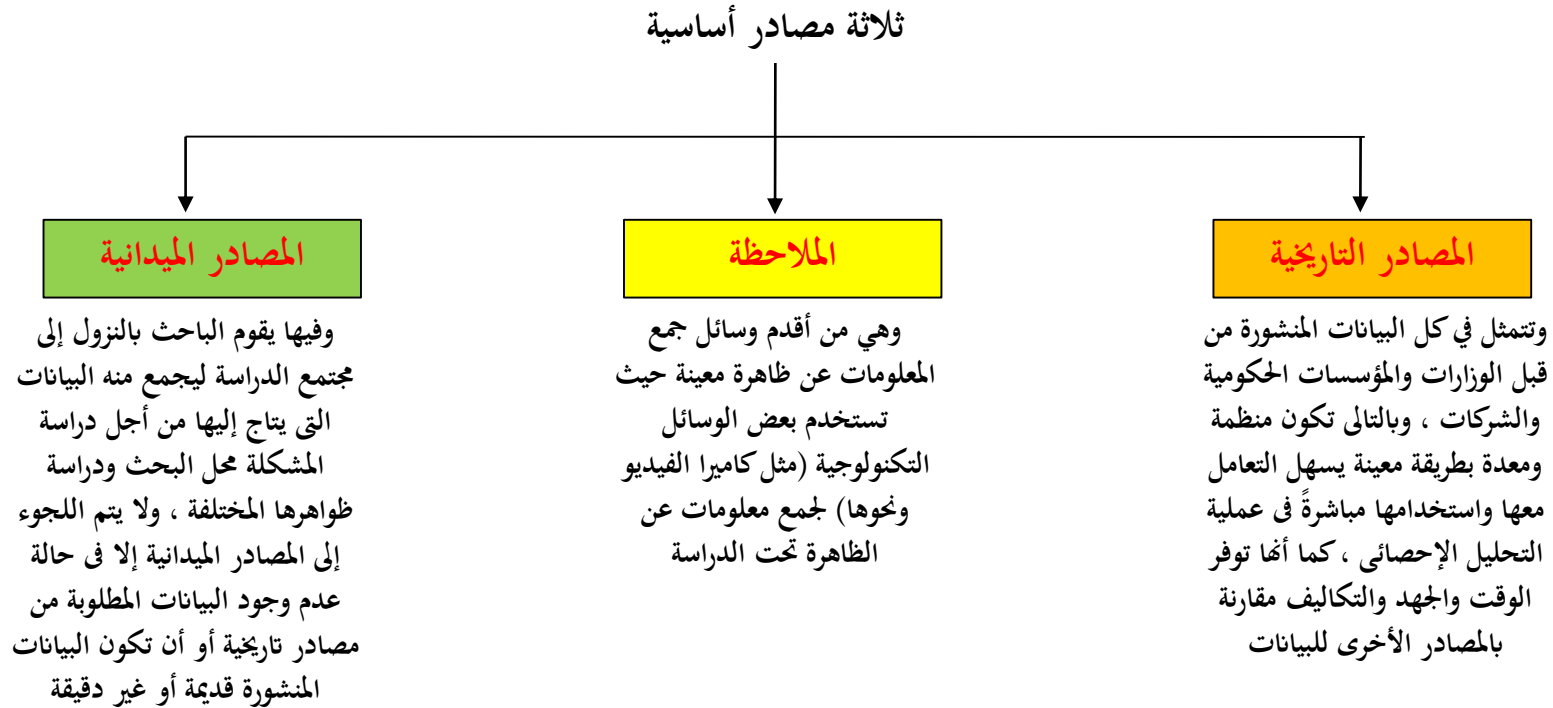 ثلاثة مصادر أساسية
المصادر التاريخية
وتتمثل في كل البيانات المنشورة من
قبل الوزارات والمؤسسات الحكومية
والشركات ، وبالتالى تكون منظمة
ومعدة بطريقة معينة يسهل التعامل
معها واستخدامها مباشرةً فى عملية
التحليل الإحصائى ، كما أنها توفر
الوقت والجهد والتكاليف مقارنة
بالمصادر الأخرى للبيانات
الملاحظة
وهي من أقدم وسائل جمع
المعلومات عن ظاهرة معينة حيث
تستخدم بعض الوسائل
التكنولوجية (مثل كاميرا الفيديو
ونحوها) لجمع معلومات عن
الظاهرة تحت الدراسة
المصادر الميدانية
وفيها يقوم الباحث بالنزول إلى
مجتمع الدراسة ليجمع منه البيانات
التى يتاج إليها من أجل دراسة
المشكلة محل البحث ودراسة
ظواهرها المختلفة ، ولا يتم اللجوء
إلى المصادر الميدانية إلا فى حالة
عدم وجود البيانات المطلوبة من
مصادر تاريخية أو أن تكون البيانات
المنشورة قديمة أو غير دقيقة